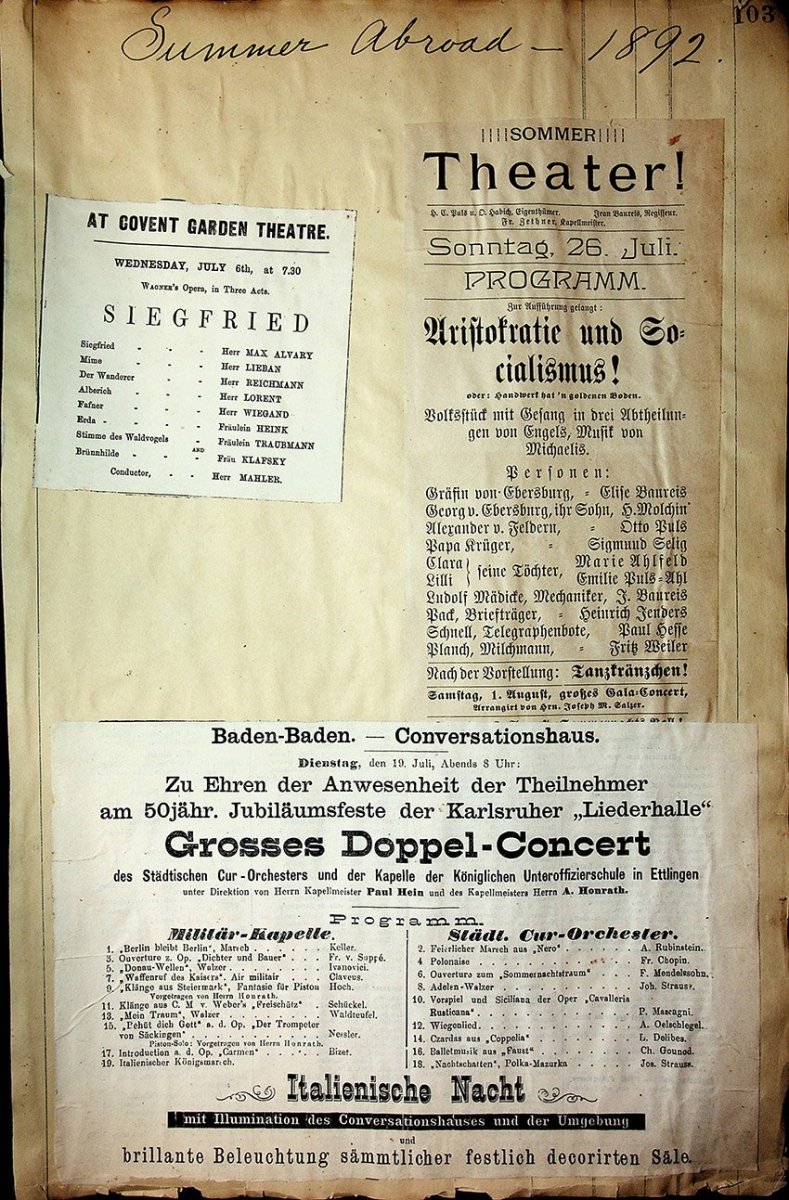 103
Summer Abroad — 1892.
AT COVENT GARDEN THEATRE.
WEDNESDAY, JULY 6th, at 7.30
WAGNER'S Opera, in Three Acts.
SIEGFRIED
Siegfried - - - Herr MAX ALVARY
Mime - - - Herr LIEBAN
Der Wanderer - - Herr REICHMANN
Alberich - - - Herr LORENT
Fafner - - - Herr WIEGAND
Erda - - - Fräulein HEINK
Stimme des Waldvogels - Fräulein TRAUBMANN
AND
Brünnhilde - - - Frau KLAFSKY
Conductor, - - Herr MAHLER.
SOMMER
Theater!
H. C. Puls u. O. Habich, Eigenthümer. Jean Baureis, Regisseur.
Fr. Zethner, Kapellmeister.
Sonntag, 26. Juli.
PROGRAMM.
Zur Aufführung gelangt:
Aristokratie und So-
cialismus!
oder: Handwerk hat 'n goldenen Boden.
Volksstück mit Gesang in drei Abtheilun-
gen von Engels, Musik von
Michaelis.
Personen:
Gräfin von Ebersburg, - Elise Baureis
Georg v. Ebersburg, ihr Sohn, H. Molchin
Alexander v. Feldern, - Otto Puls
Papa Krüger, - Sigmund Selig
Clara } seine Töchter, Marie Ahlfeld
Lilli } Emilie Puls-Ahl
Ludolf Mädicke, Mechaniker, J. Baureis
Pack, Briefträger, - Heinrich Jenders
Schnell, Telegraphenbote, Paul Hesse
Planch, Milchmann, - Fritz Weiler
Nach der Vorstellung: Tanzkränzchen!
Samstag, 1. August, großes Gala-Concert,
Arrangirt von Hrn. Joseph M. Salzer.
Baden-Baden. — Conversationshaus.
Dienstag, den 19. Juli, Abends 8 Uhr:
Zu Ehren der Anwesenheit der Theilnehmer
am 50jähr. Jubiläumsfeste der Karlsruher „Liederhalle“
Grosses Doppel-Concert
des Städtischen Cur-Orchesters und der Kapelle der Königlichen Unteroffizierschule in Ettlingen
unter Direktion von Herrn Kapellmeister Paul Hein und des Kapellmeisters Herrn A. Honrath.
Programm.
Militär-Kapelle.
1. „Berlin bleibt Berlin“, Marsch . . . . . Keller.
3. Ouverture z. Op. „Dichter und Bauer“ . . . Fr. v. Suppé.
5. „Donau-Wellen“, Walzer . . . . . . Ivanovici.
7. „Waffenruf des Kaisers“. Air militair . . . Claveus.
9. „Klänge aus Steiermark“, Fantasie für Piston Hoch.
Vorgetragen von Herrn Honrath.
11. Klänge aus C. M v. Weber's „Freischütz“ . Schückel.
13. „Mein Traum“, Walzer . . . . . . Waldteufel.
15. „Pehüt dich Gott“ a. d. Op. „Der Trompeter
von Säckingen“ . . . . . . . . Nessler.
Piston-Solo: Vorgetragen von Herrn Honrath.
17. Introduction a. d. Op. „Carmen“ . . . . Bizet.
19. Italienischer Königsmarsch.
Städt. Cur-Orchester.
2. Feierlicher Marsch aus „Nero“ . . . . . . A. Rubinstein.
4 Polonaise . . . . . . . . . . Fr. Chopin.
6. Ouverture zum „Sommernachtstraum“ . . . F. Mendelssohn.
8. Adelen-Walzer . . . . . . . . . Joh. Strauss.
10. Vorspiel und Siciliana der Oper „Cavalleria
Rusticana“ . . . . . . . . . P. Mascagni.
12. Wiegenlied . . . . . . . . . A. Oelschlegel.
14. Czardas aus „Coppelia“ . . . . . . L. Delibes.
16. Balletmusik aus „Faust“ . . . . . . Ch. Gounod.
18. „Nachtschatten“, Polka-Mazurka . . . . Jos. Strauss.
Italienische Nacht
mit Illumination des Conversationshauses und der Umgebung
und
brillante Beleuchtung sämmtlicher festlich decorirten Säle.